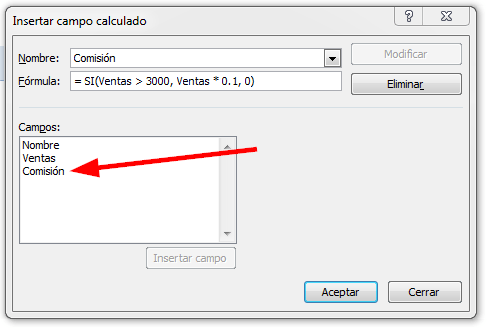 Insertar campo calculado
Nombre: Comisión Modificar
Fórmula: = SI(Ventas > 3000, Ventas * 0.1, 0) Eliminar
Campos:
Nombre
Ventas
Comisión
Insertar campo
Aceptar Cerrar